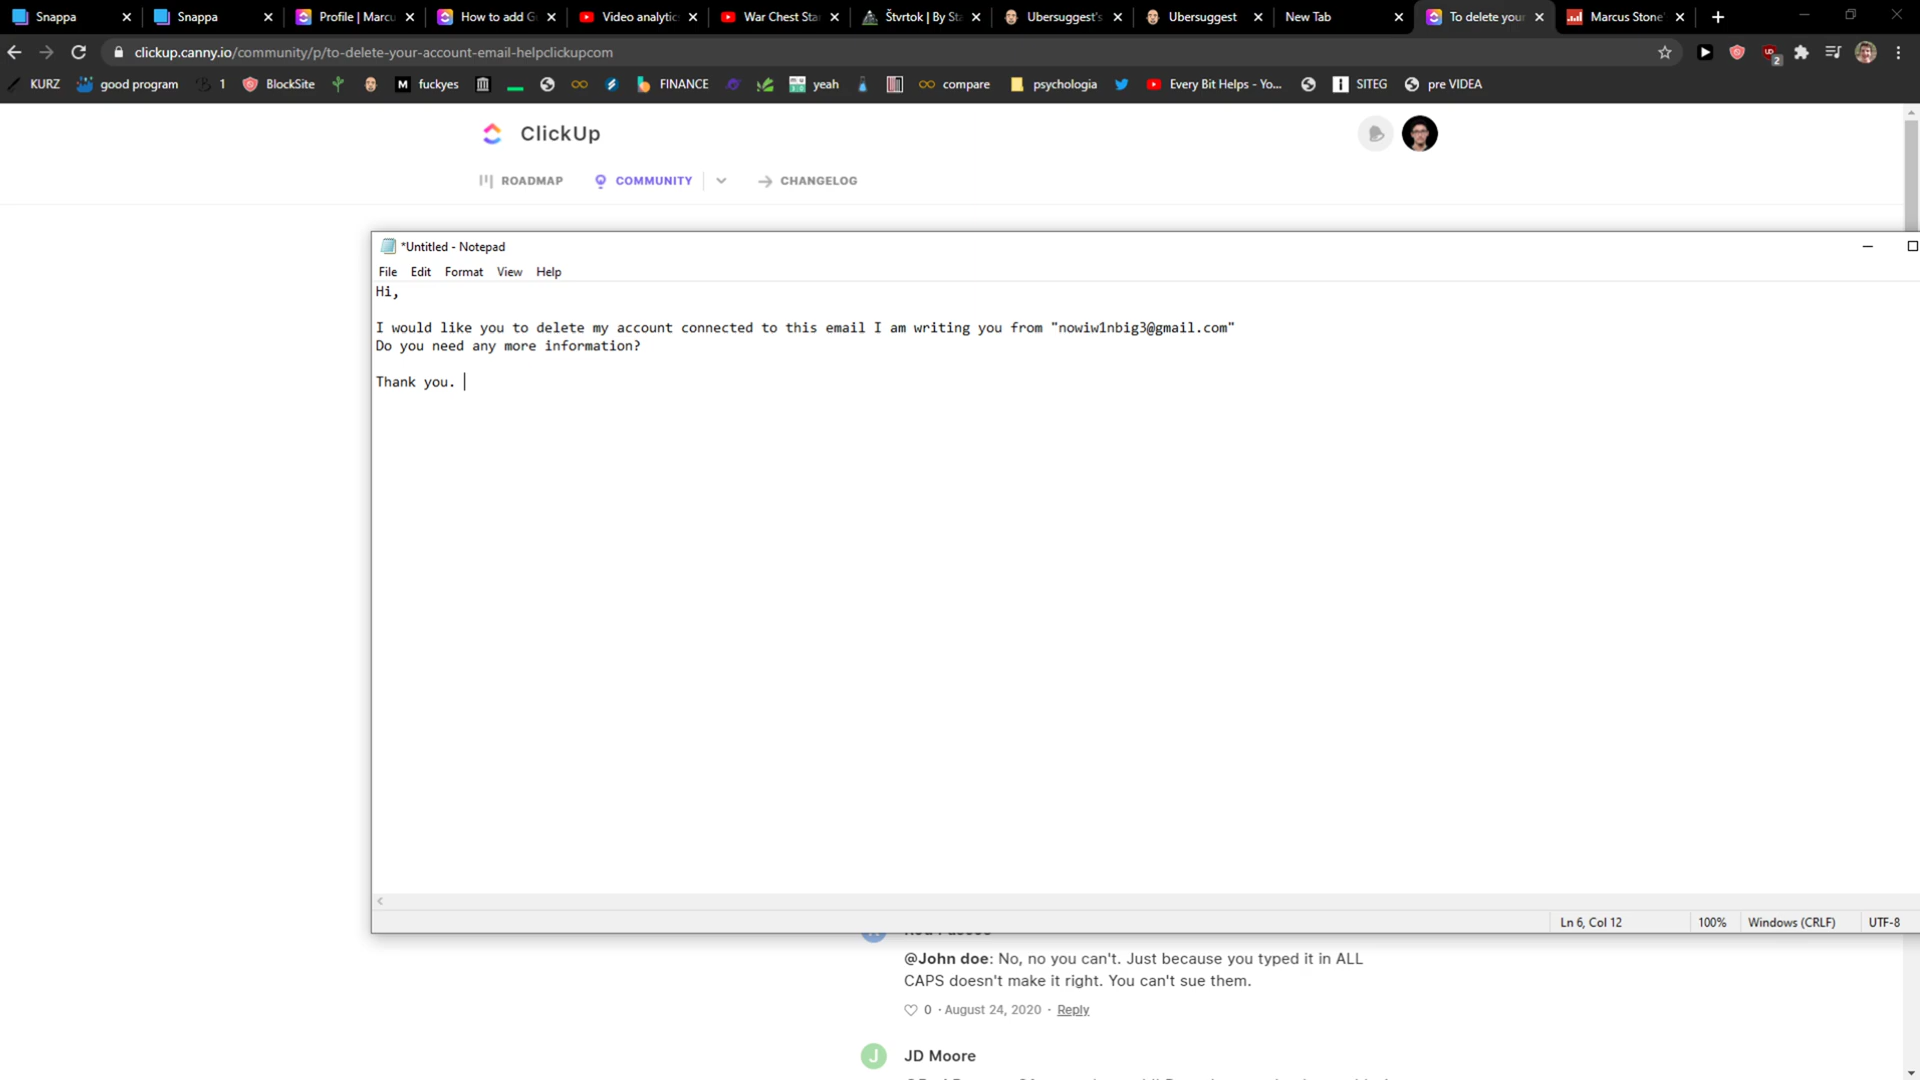 Snappa
Snappa
Profile | Marcu
How to add G
Video analytic
War Chest Sta
Štvrtok | By St
Ubersuggest's
Ubersuggest
New Tab
To delete your
Marcus Stone'
clickup.canny.io/community/p/to-delete-your-account-email-helpclickupcom
2
KURZ
good program
1
BlockSite
M
fuckyes
FINANCE
yeah
compare
psychologia
Every Bit Helps - Yo...
SITEG
pre VIDEA
ClickUp
ROADMAP
COMMUNITY
CHANGELOG
*Untitled - Notepad
File Edit Format View Help
Hi,
I would like you to delete my account connected to this email I am writing you from "nowiw1nbig3@gmail.com"
Do you need any more information?
Thank you.
Ln 6, Col 12
100%
Windows (CRLF)
UTF-8
@John doe: No, no you can't. Just because you typed it in ALL
CAPS doesn't make it right. You can't sue them.
0 · August 24, 2020 · Reply
J
JD Moore